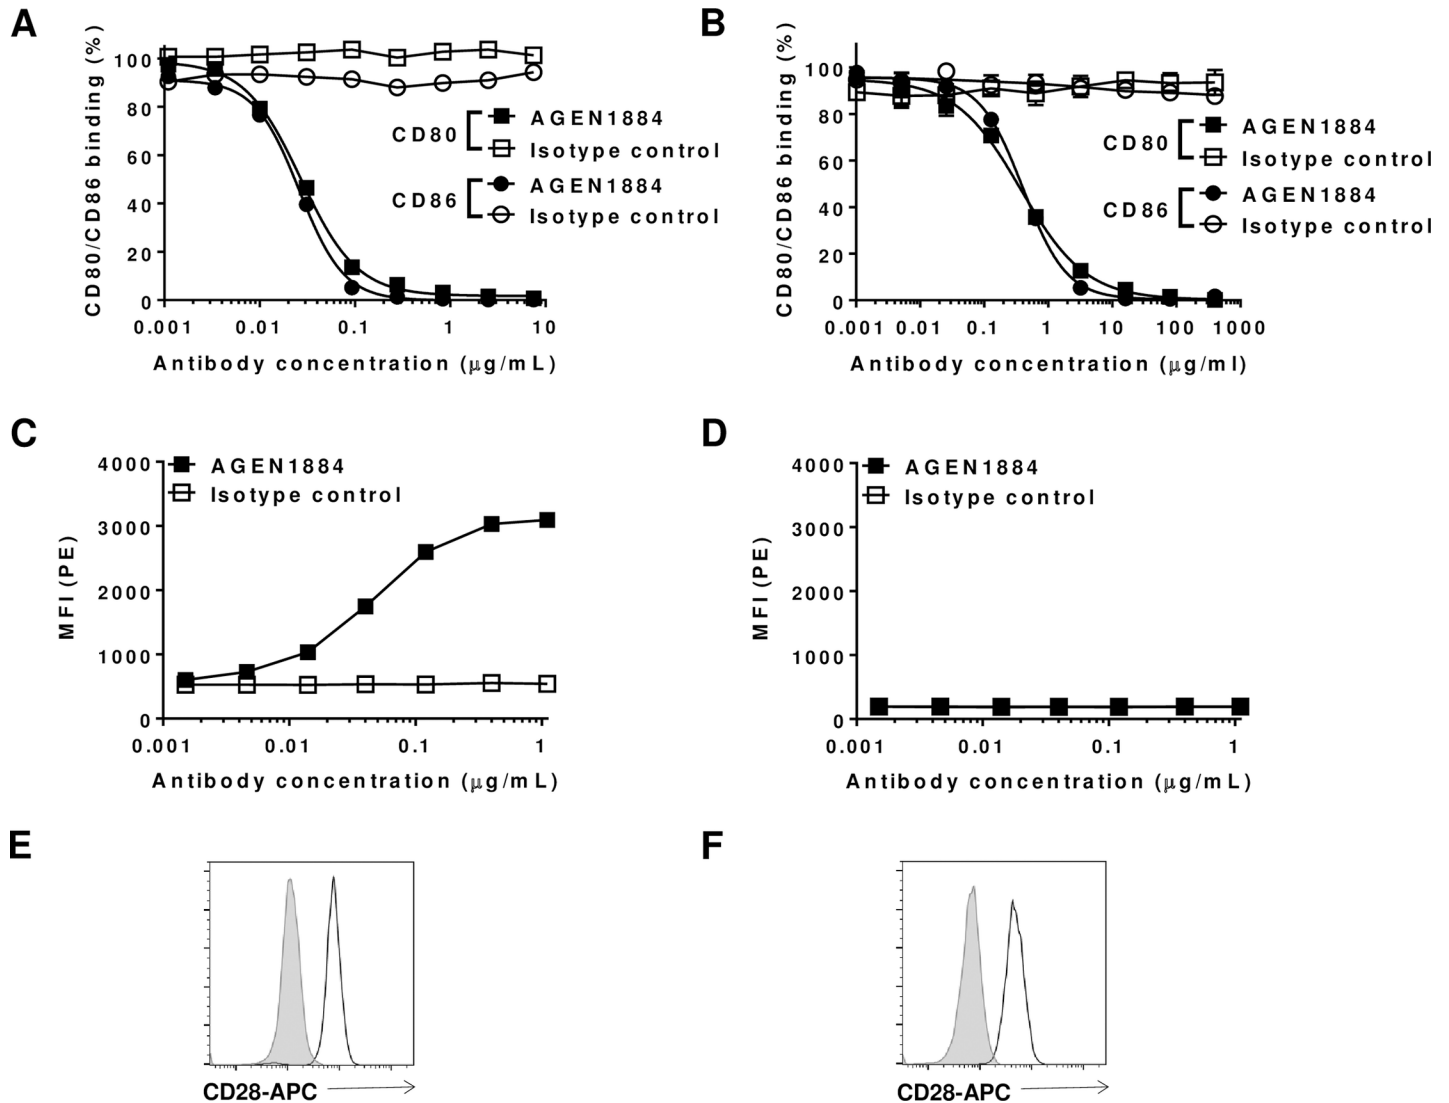 A
CD80/CD86 binding (%)
100
80
60
40
20
0
0.001 0.01 0.1 1 10
Antibody concentration (μg/mL)
CD80
AGEN1884
Isotype control
CD86
AGEN1884
Isotype control
B
CD80/CD86 binding (%)
100
80
60
40
20
0
0.001 0.01 0.1 1 10 100 1000
Antibody concentration (μg/ml)
CD80
AGEN1884
Isotype control
CD86
AGEN1884
Isotype control
C
MFI (PE)
4000
3000
2000
1000
0
0.001 0.01 0.1 1
Antibody concentration (μg/mL)
AGEN1884
Isotype control
D
MFI (PE)
4000
3000
2000
1000
0
0.001 0.01 0.1 1
Antibody concentration (μg/mL)
AGEN1884
Isotype control
E
CD28-APC
F
CD28-APC